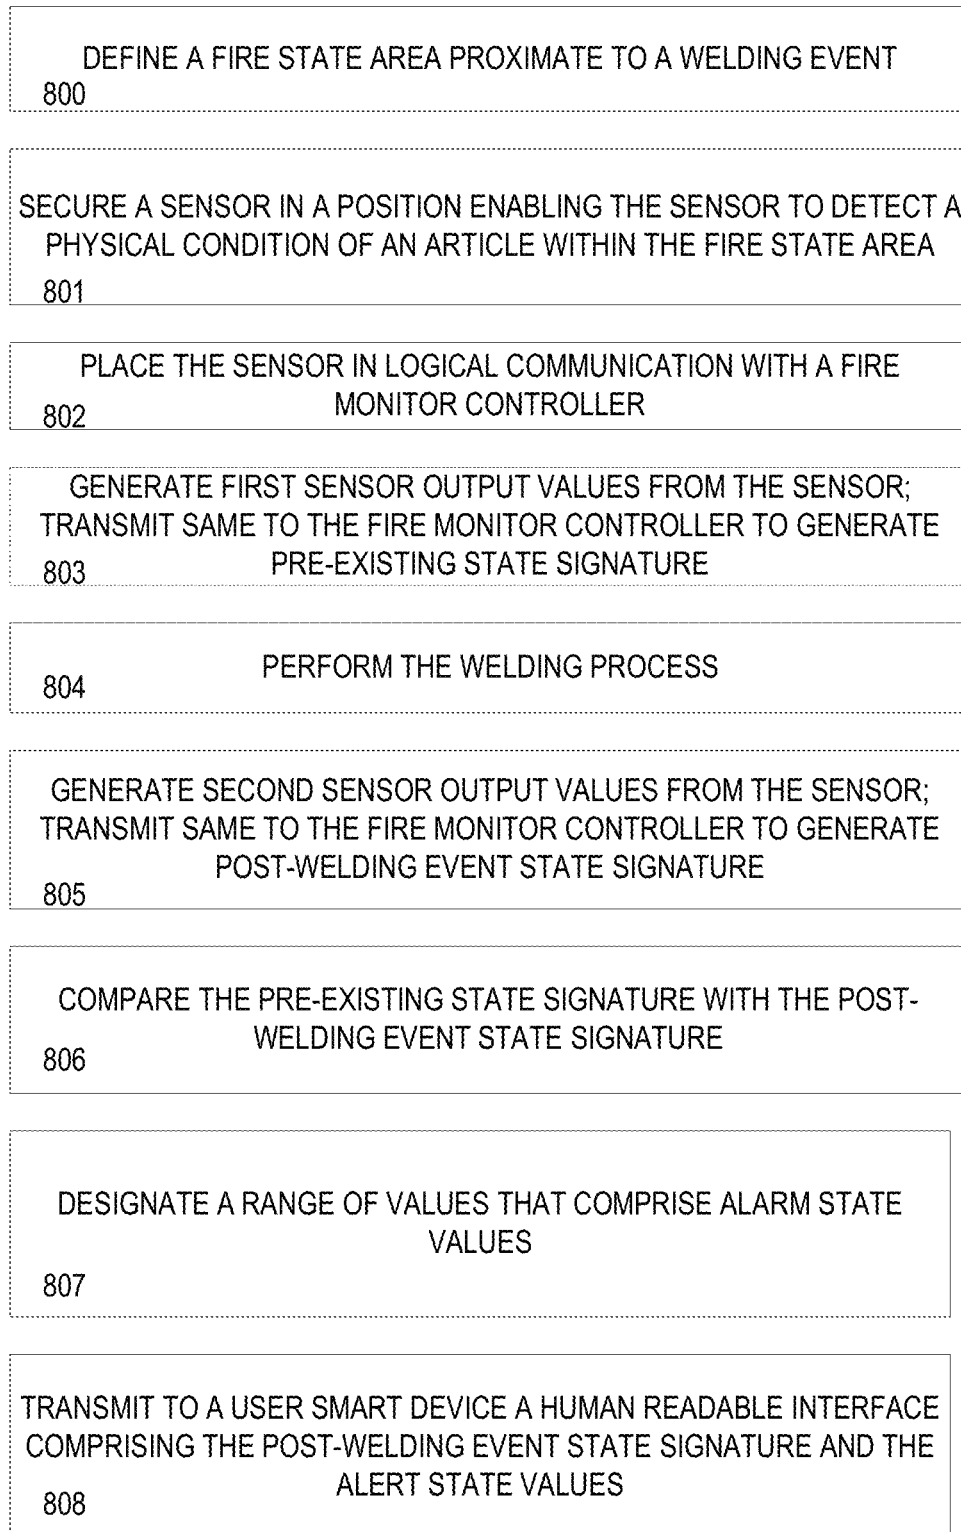 DEFINE A FIRE STATE AREA PROXIMATE TO A WELDING EVENT
800
SECURE A SENSOR IN A POSITION ENABLING THE SENSOR TO DETECT A
PHYSICAL CONDITION OF AN ARTICLE WITHIN THE FIRE STATE AREA
801
PLACE THE SENSOR IN LOGICAL COMMUNICATION WITH A FIRE
MONITOR CONTROLLER
802
GENERATE FIRST SENSOR OUTPUT VALUES FROM THE SENSOR;
TRANSMIT SAME TO THE FIRE MONITOR CONTROLLER TO GENERATE
PRE-EXISTING STATE SIGNATURE
803
PERFORM THE WELDING PROCESS
804
GENERATE SECOND SENSOR OUTPUT VALUES FROM THE SENSOR;
TRANSMIT SAME TO THE FIRE MONITOR CONTROLLER TO GENERATE
POST-WELDING EVENT STATE SIGNATURE
805
COMPARE THE PRE-EXISTING STATE SIGNATURE WITH THE POST-
WELDING EVENT STATE SIGNATURE
806
DESIGNATE A RANGE OF VALUES THAT COMPRISE ALARM STATE
VALUES
807
TRANSMIT TO A USER SMART DEVICE A HUMAN READABLE INTERFACE
COMPRISING THE POST-WELDING EVENT STATE SIGNATURE AND THE
ALERT STATE VALUES
808